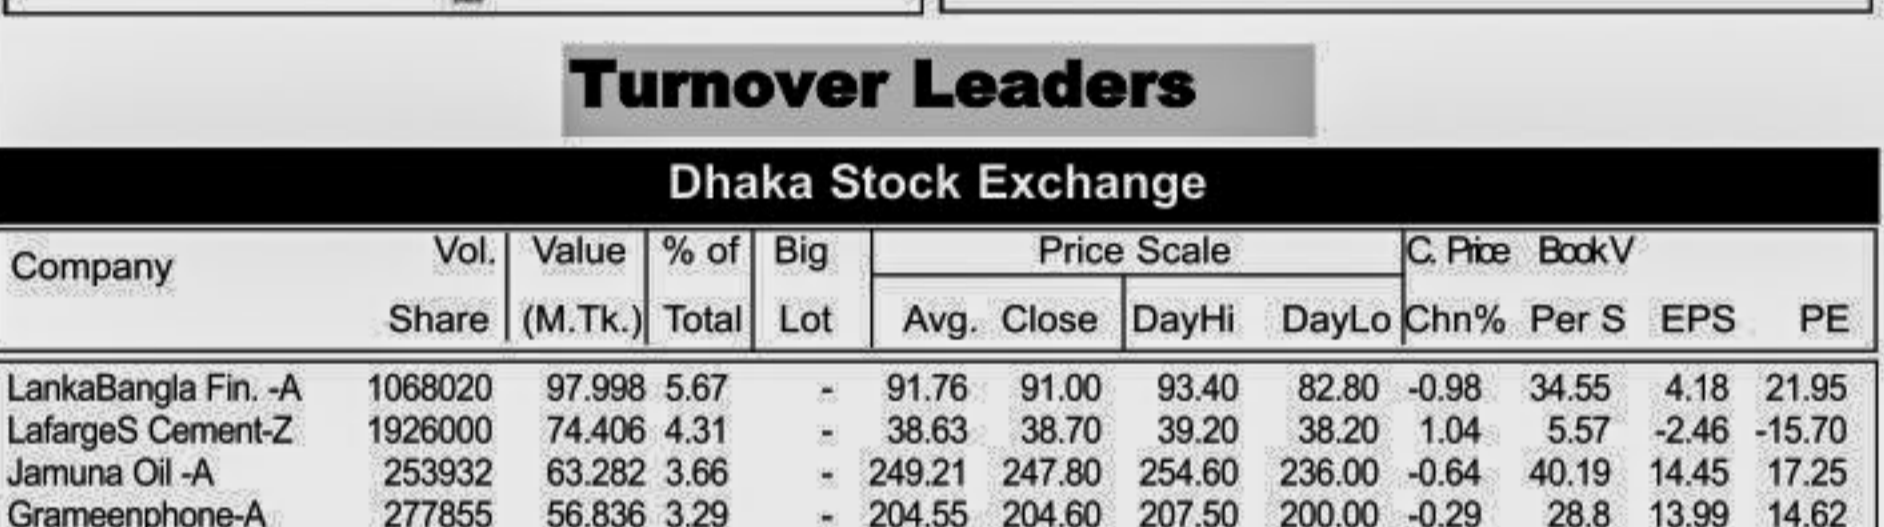 Turnover Leaders
Dhaka Stock Exchange
Company Vol. Value % of Big Price Scale C. Price BookV
Share (M.Tk.) Total Lot Avg. Close DayHi DayLo Chn% Per S EPS PE
LankaBangla Fin. -A 1068020 97.998 5.67 - 91.76 91.00 93.40 82.80 -0.98 34.55 4.18 21.95
LafargeS Cement-Z 1926000 74.406 4.31 - 38.63 38.70 39.20 38.20 1.04 5.57 -2.46 -15.70
Jamuna Oil -A 253932 63.282 3.66 - 249.21 247.80 254.60 236.00 -0.64 40.19 14.45 17.25
Grameenphone-A 277855 56.836 3.29 - 204.55 204.60 207.50 200.00 -0.29 28.8 13.99 14.62